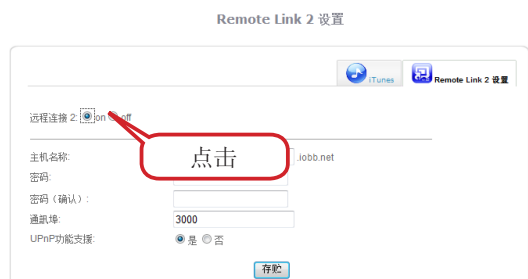 Remote Link 2 设置
iTunes
Remote Link 2 设置
远程连接 2: on off
点击
主机名称: .iobb.net
密码:
密码（确认）:
通訊埠: 3000
UPnP功能支援: 是 否
存贮